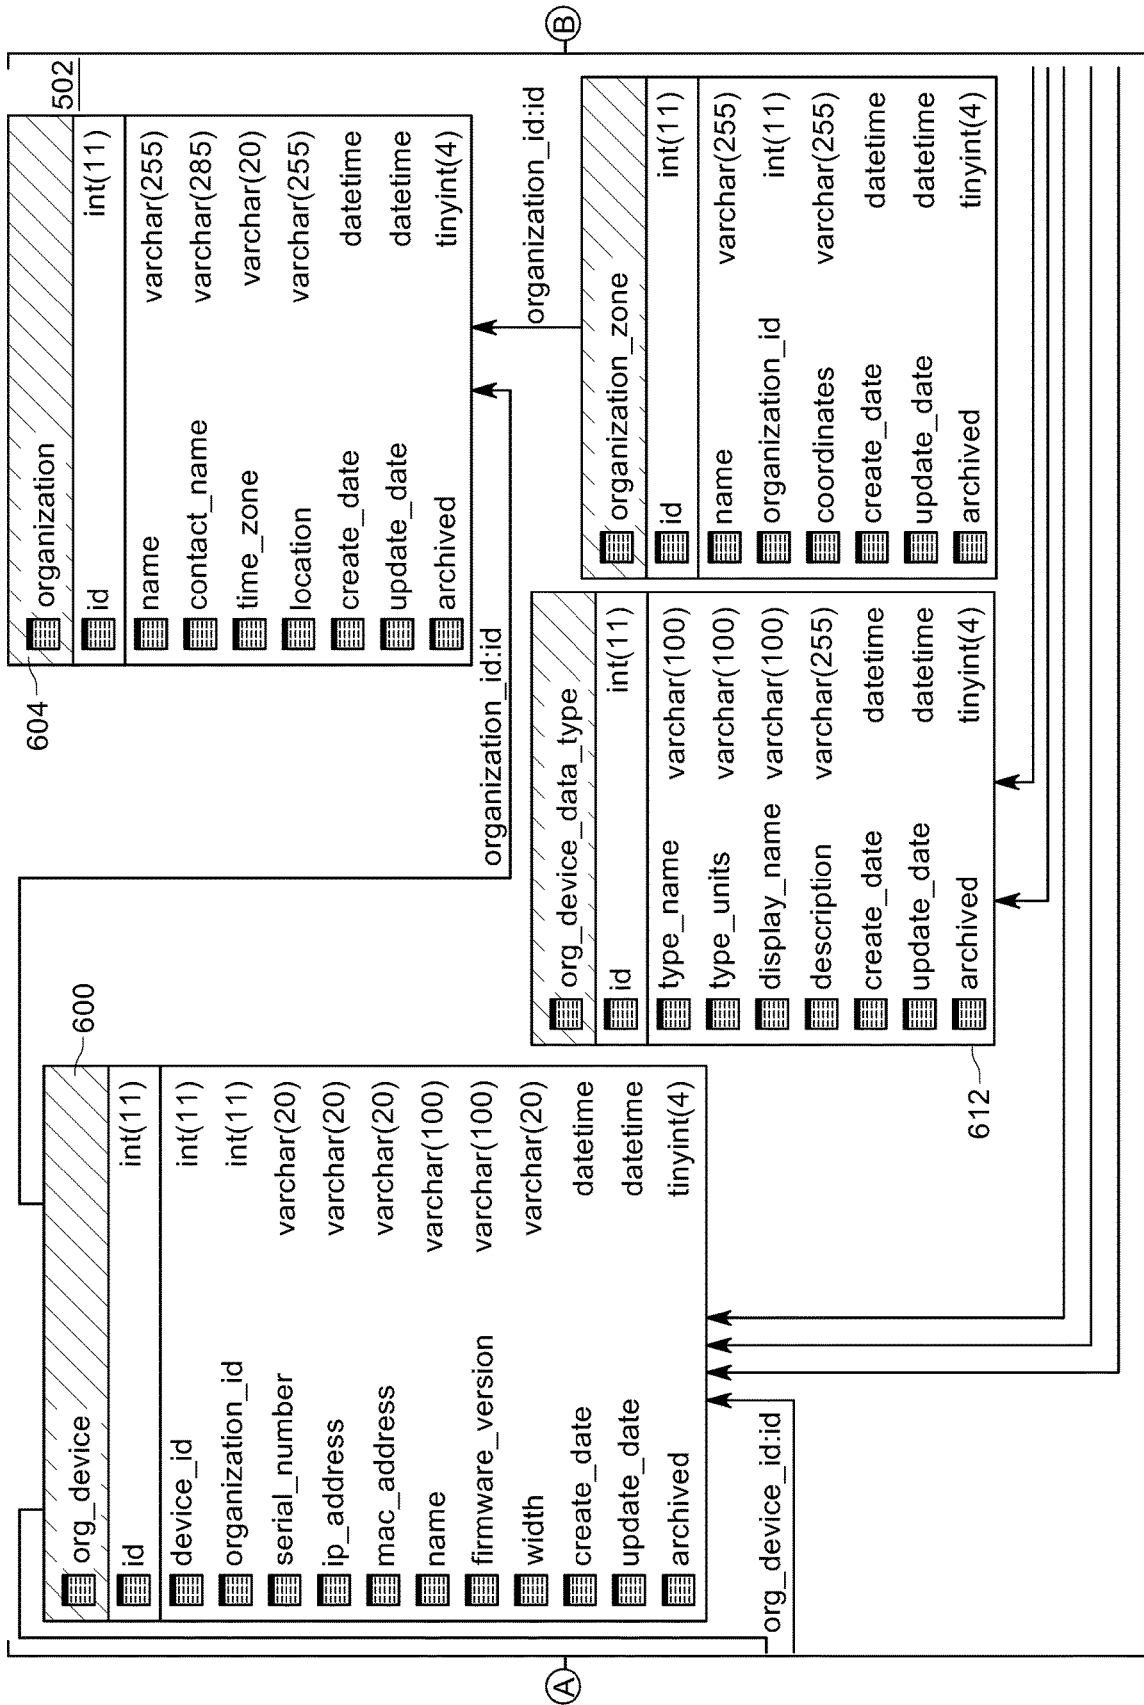 A
org_device
id int(11)
device_id int(11)
organization_id int(11)
serial_number varchar(20)
ip_address varchar(20)
mac_address varchar(20)
name varchar(100)
firmware_version varchar(100)
width varchar(20)
create_date datetime
update_date datetime
archived tinyint(4)
600
org_device_id:id
organization_id:id
604
organization
502
id int(11)
name varchar(255)
contact_name varchar(285)
time_zone varchar(20)
location varchar(255)
create_date datetime
update_date datetime
archived tinyint(4)
org_device_data_type
id int(11)
type_name varchar(100)
type_units varchar(100)
display_name varchar(100)
description varchar(255)
create_date datetime
update_date datetime
archived tinyint(4)
612
organization_id:id
organization_zone
id int(11)
name varchar(255)
organization_id int(11)
coordinates varchar(255)
create_date datetime
update_date datetime
archived tinyint(4)
B